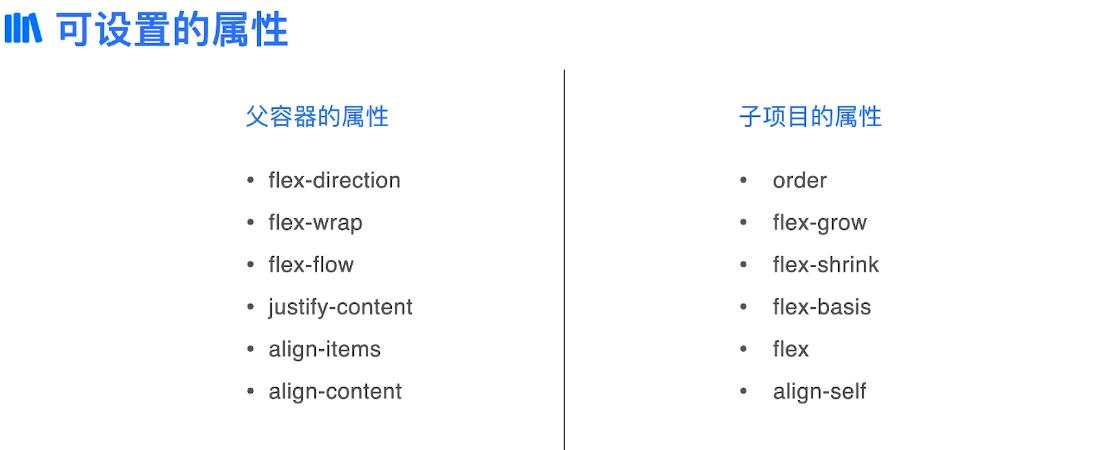 可设置的属性
父容器的属性
• flex-direction
• flex-wrap
• flex-flow
• justify-content
• align-items
• align-content
子项目的属性
• order
• flex-grow
• flex-shrink
• flex-basis
• flex
• align-self